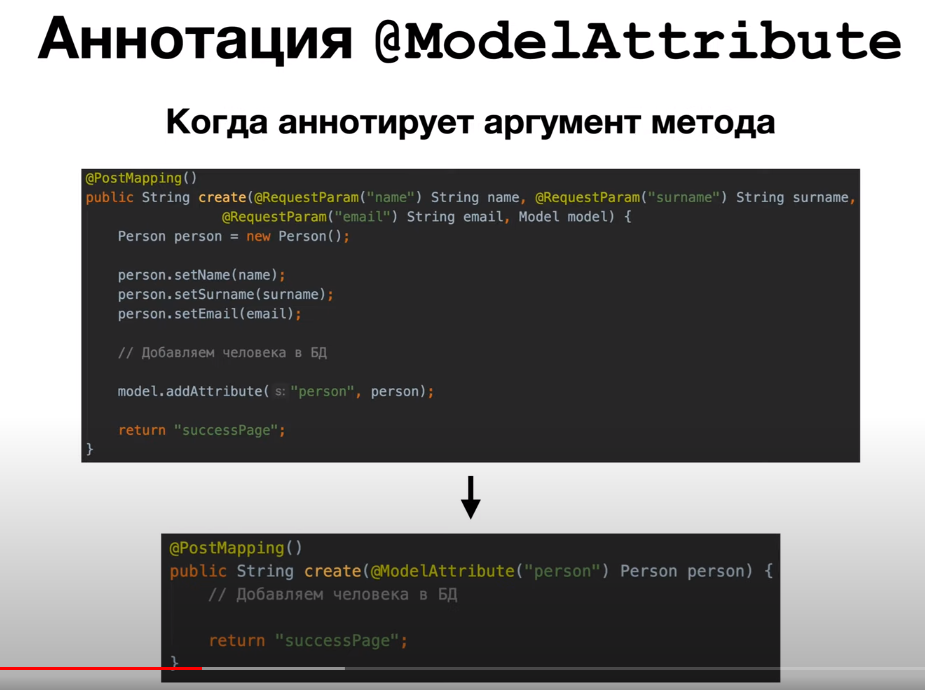 Аннотация @ModelAttribute
Когда аннотирует аргумент метода
@PostMapping()
public String create(@RequestParam("name") String name, @RequestParam("surname") String surname,
@RequestParam("email") String email, Model model) {
Person person = new Person();
person.setName(name);
person.setSurname(surname);
person.setEmail(email);
// Добавляем человека в БД
model.addAttribute( s: "person", person);
return "successPage";
}
@PostMapping()
public String create(@ModelAttribute("person") Person person) {
// Добавляем человека в БД
return "successPage";
}